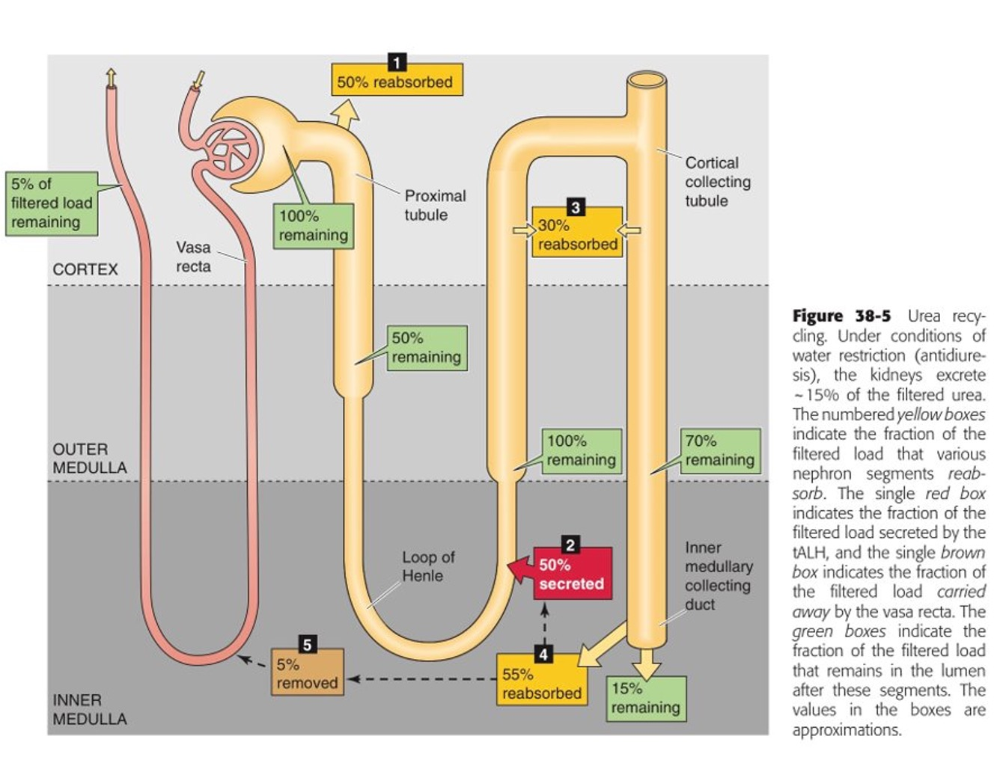 1
50% reabsorbed
5% of
filtered load
remaining
100%
remaining
Proximal
tubule
Vasa
recta
CORTEX
3
30%
reabsorbed
Cortical
collecting
tubule
50%
remaining
OUTER
MEDULLA
100%
remaining
70%
remaining
2
50%
secreted
Loop of
Henle
Inner
medullary
collecting
duct
5
5%
removed
4
55%
reabsorbed
15%
remaining
INNER
MEDULLA
Figure 38-5 Urea recy-
cling. Under conditions of
water restriction (antidiure-
sis), the kidneys excrete
~15% of the filtered urea.
The numbered yellow boxes
indicate the fraction of the
filtered load that various
nephron segments reab-
sorb. The single red box
indicates the fraction of the
filtered load secreted by the
tALH, and the single brown
box indicates the fraction of
the filtered load carried
away by the vasa recta. The
green boxes indicate the
fraction of the filtered load
that remains in the lumen
after these segments. The
values in the boxes are
approximations.